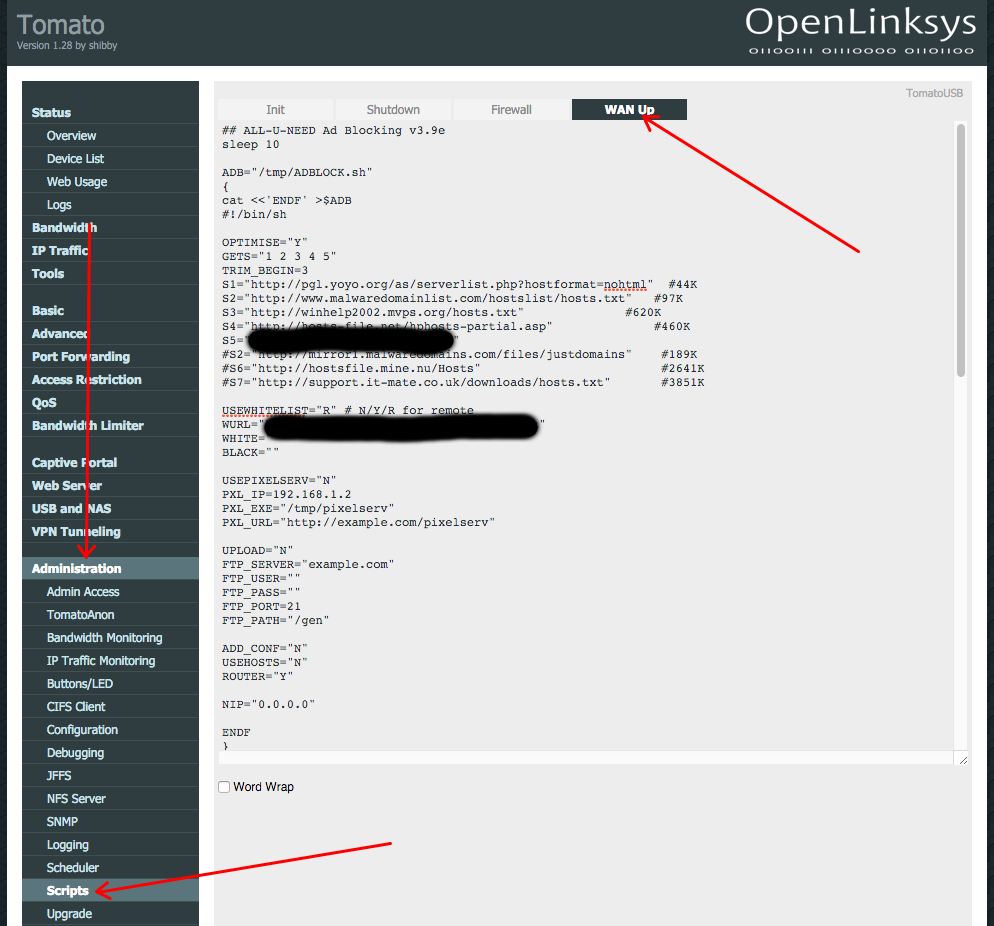 Tomato
Version 1.28 by shibby
OpenLinksys
01100111 01110000 01101100
Status
Overview
Device List
Web Usage
Logs
Bandwidth
IP Traffic
Tools
Basic
Advanced
Port Forwarding
Access Restriction
QoS
Bandwidth Limiter
Captive Portal
Web Server
USB and NAS
VPN Tunneling
Administration
Admin Access
TomatoAnon
Bandwidth Monitoring
IP Traffic Monitoring
Buttons/LED
CIFS Client
Configuration
Debugging
JFFS
NFS Server
SNMP
Logging
Scheduler
Scripts
Upgrade
TomatoUSB
Init Shutdown Firewall WAN Up
## ALL-U-NEED Ad Blocking v3.9e
sleep 10
ADB="/tmp/ADBLOCK.sh"
{
cat <<'ENDF' >$ADB
#!/bin/sh
OPTIMISE="Y"
GETS="1 2 3 4 5"
TRIM_BEGIN=3
S1="http://pgl.yoyo.org/as/serverlist.php?hostformat=nohtml" #44K
S2="http://www.malwaredomainlist.com/hostslist/hosts.txt" #97K
S3="http://winhelp2002.mvps.org/hosts.txt" #620K
S4="http://hosts-file.net/hphosts-partial.asp" #460K
S5=" "
#S2="http://mirror1.malwaredomains.com/files/justdomains" #189K
#S6="http://hostsfile.mine.nu/Hosts" #2641K
#S7="http://support.it-mate.co.uk/downloads/hosts.txt" #3851K
USEWHITELIST="R" # N/Y/R for remote
WURL=" "
WHITE=
BLACK=""
USEPIXELSERV="N"
PXL_IP=192.168.1.2
PXL_EXE="/tmp/pixelserv"
PXL_URL="http://example.com/pixelserv"
UPLOAD="N"
FTP_SERVER="example.com"
FTP_USER=""
FTP_PASS=""
FTP_PORT=21
FTP_PATH="/gen"
ADD_CONF="N"
USEHOSTS="N"
ROUTER="Y"
NIP="0.0.0.0"
ENDF
}
Word Wrap